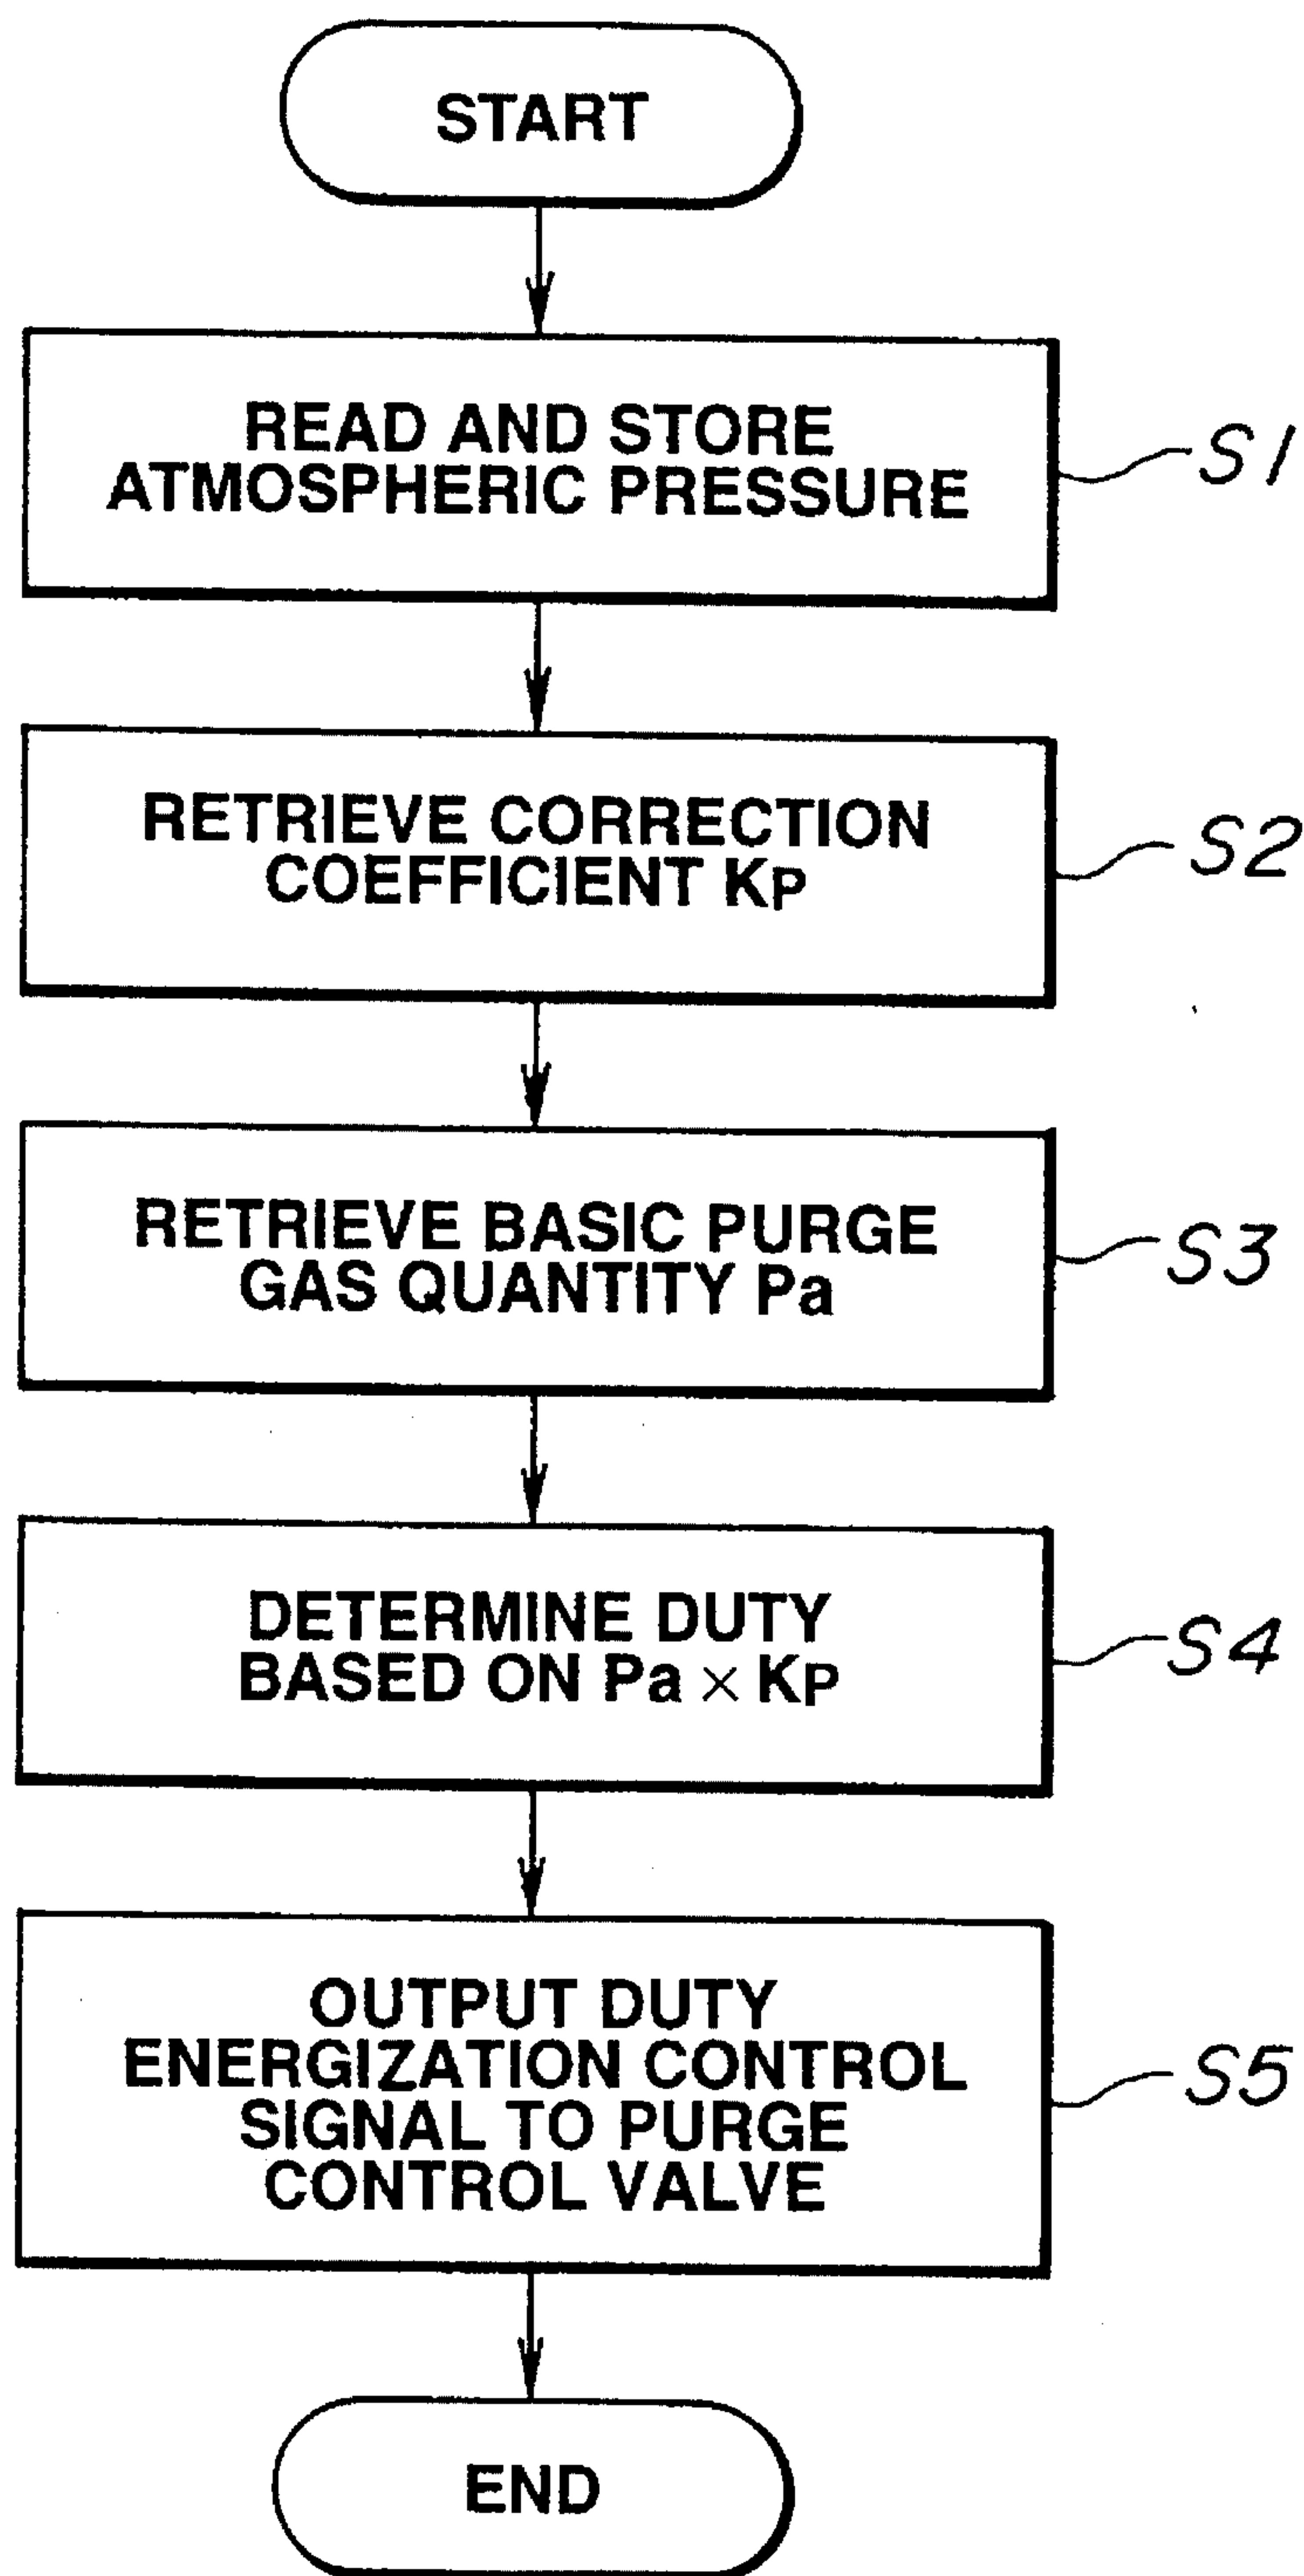 START
READ AND STORE
ATMOSPHERIC PRESSURE
S1
RETRIEVE CORRECTION
COEFFICIENT KP
S2
RETRIEVE BASIC PURGE
GAS QUANTITY Pa
S3
DETERMINE DUTY
BASED ON Pa × KP
S4
OUTPUT DUTY
ENERGIZATION CONTROL
SIGNAL TO PURGE
CONTROL VALVE
S5
END